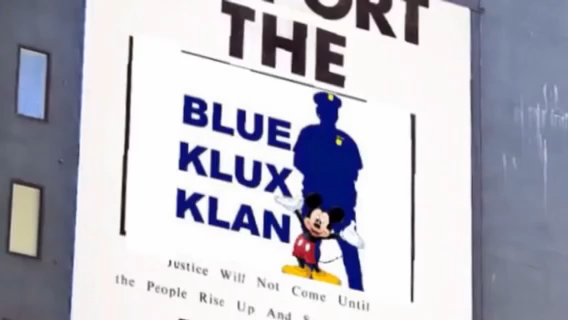 THE
BLUE
KLUX
KLAN
Justice Will Not Come Until
the People Rise Up And